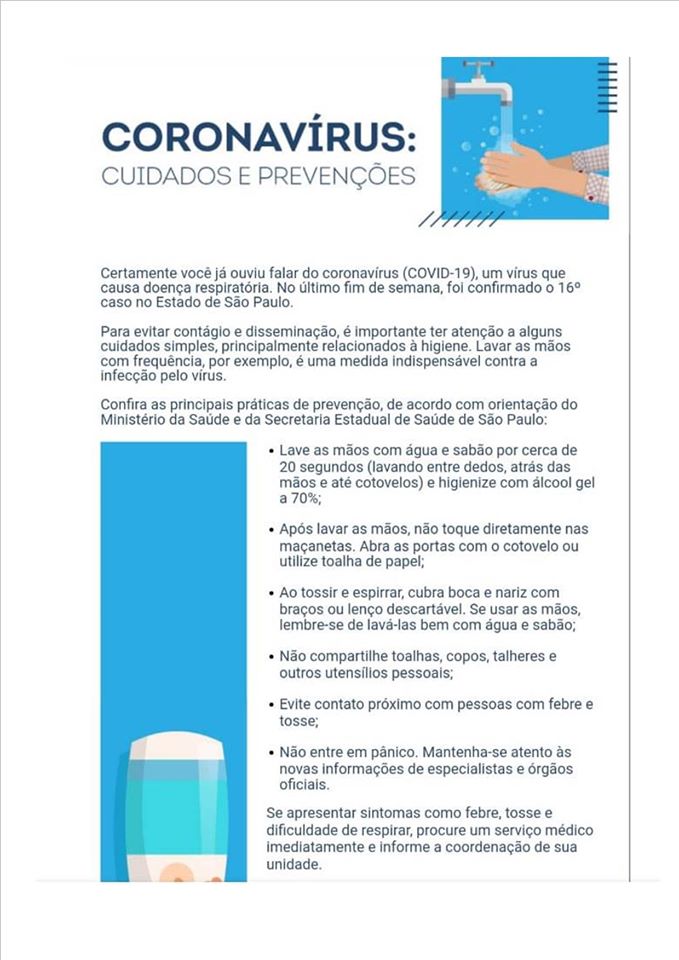 CORONAVÍRUS:
CUIDADOS E PREVENÇÕES
Certamente você já ouviu falar do coronavírus (COVID-19), um vírus que
causa doença respiratória. No último fim de semana, foi confirmado o 16º
caso no Estado de São Paulo.
Para evitar contágio e disseminação, é importante ter atenção a alguns
cuidados simples, principalmente relacionados à higiene. Lavar as mãos
com frequência, por exemplo, é uma medida indispensável contra a
infecção pelo vírus.
Confira as principais práticas de prevenção, de acordo com orientação do
Ministério da Saúde e da Secretaria Estadual de Saúde de São Paulo:
• Lave as mãos com água e sabão por cerca de
20 segundos (lavando entre dedos, atrás das
mãos e até cotovelos) e higienize com álcool gel
a 70%;
• Após lavar as mãos, não toque diretamente nas
maçanetas. Abra as portas com o cotovelo ou
utilize toalha de papel;
• Ao tossir e espirrar, cubra boca e nariz com
braços ou lenço descartável. Se usar as mãos,
lembre-se de lavá-las bem com água e sabão;
• Não compartilhe toalhas, copos, talheres e
outros utensílios pessoais;
• Evite contato próximo com pessoas com febre e
tosse;
• Não entre em pânico. Mantenha-se atento às
novas informações de especialistas e órgãos
oficiais.
Se apresentar sintomas como febre, tosse e
dificuldade de respirar, procure um serviço médico
imediatamente e informe a coordenação de sua
unidade.